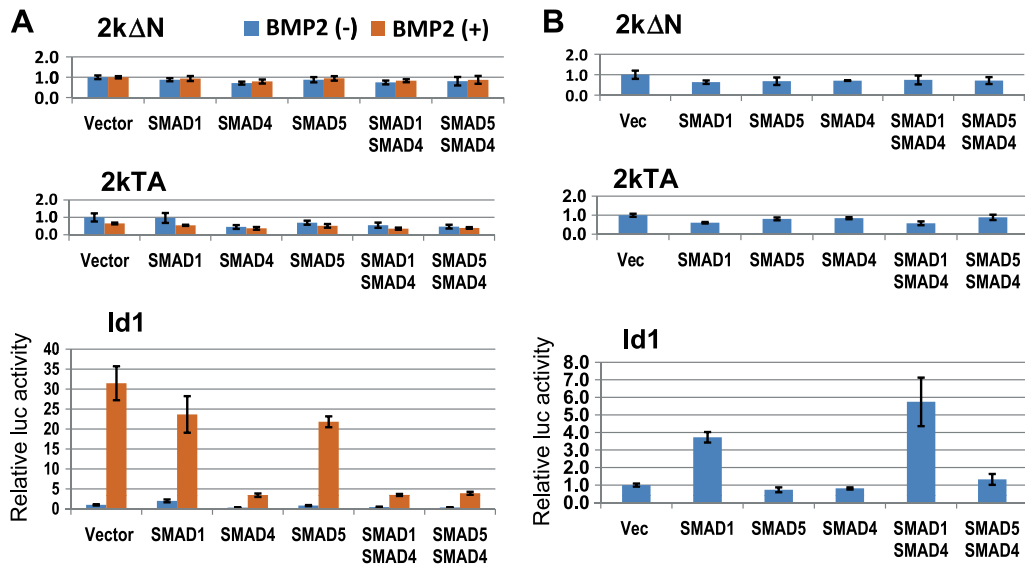 A
2k∆N
BMP2 (-)
BMP2 (+)
2.0
1.0
0.0
Vector SMAD1 SMAD4 SMAD5 SMAD1 SMAD5
SMAD4 SMAD4
2kTA
2.0
1.0
0.0
Vector SMAD1 SMAD4 SMAD5 SMAD1 SMAD5
SMAD4 SMAD4
Id1
Relative luc activity
40
35
30
25
20
15
10
5
0
Vector SMAD1 SMAD4 SMAD5 SMAD1 SMAD5
SMAD4 SMAD4
B
2k∆N
2.0
1.0
0.0
Vec SMAD1 SMAD5 SMAD4 SMAD1 SMAD5
SMAD4 SMAD4
2kTA
2.0
1.0
0.0
Vec SMAD1 SMAD5 SMAD4 SMAD1 SMAD5
SMAD4 SMAD4
Id1
Relative luc activity
8.0
7.0
6.0
5.0
4.0
3.0
2.0
1.0
0.0
Vec SMAD1 SMAD5 SMAD4 SMAD1 SMAD5
SMAD4 SMAD4